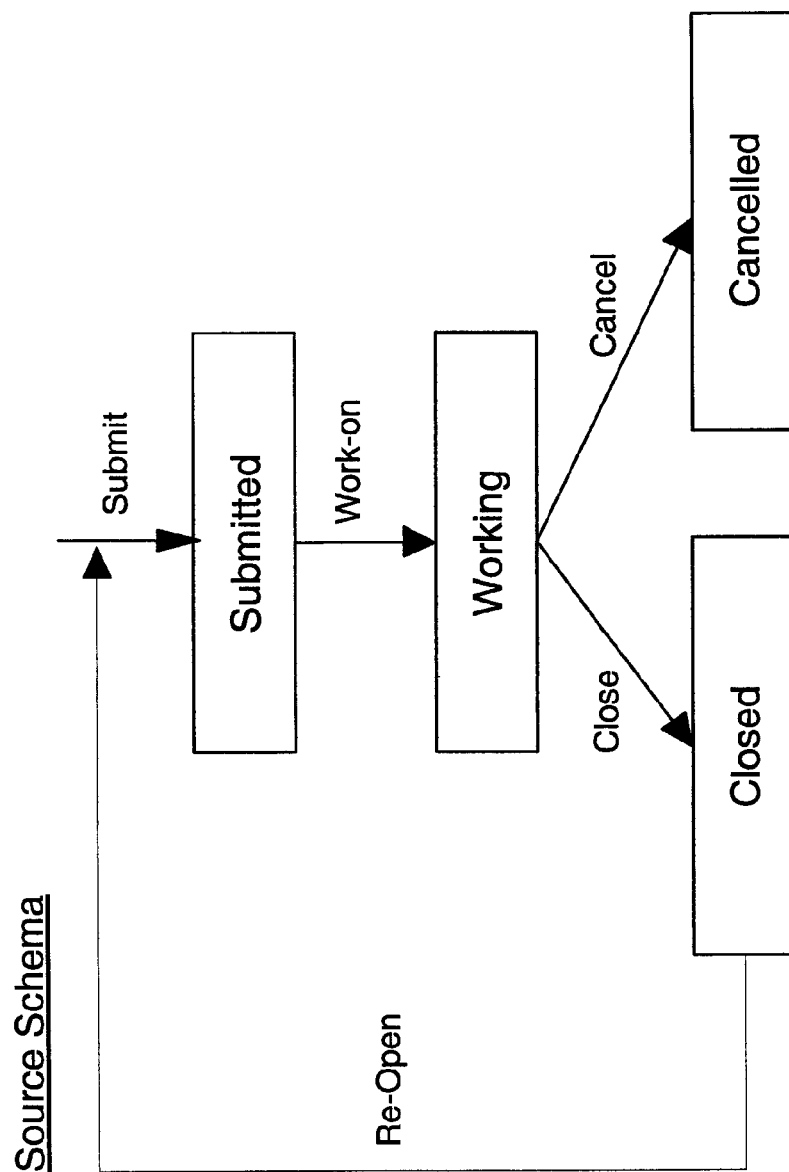 Source Schema
Submit
Submitted
Work-on
Working
Close
Cancel
Closed
Cancelled
Re-Open